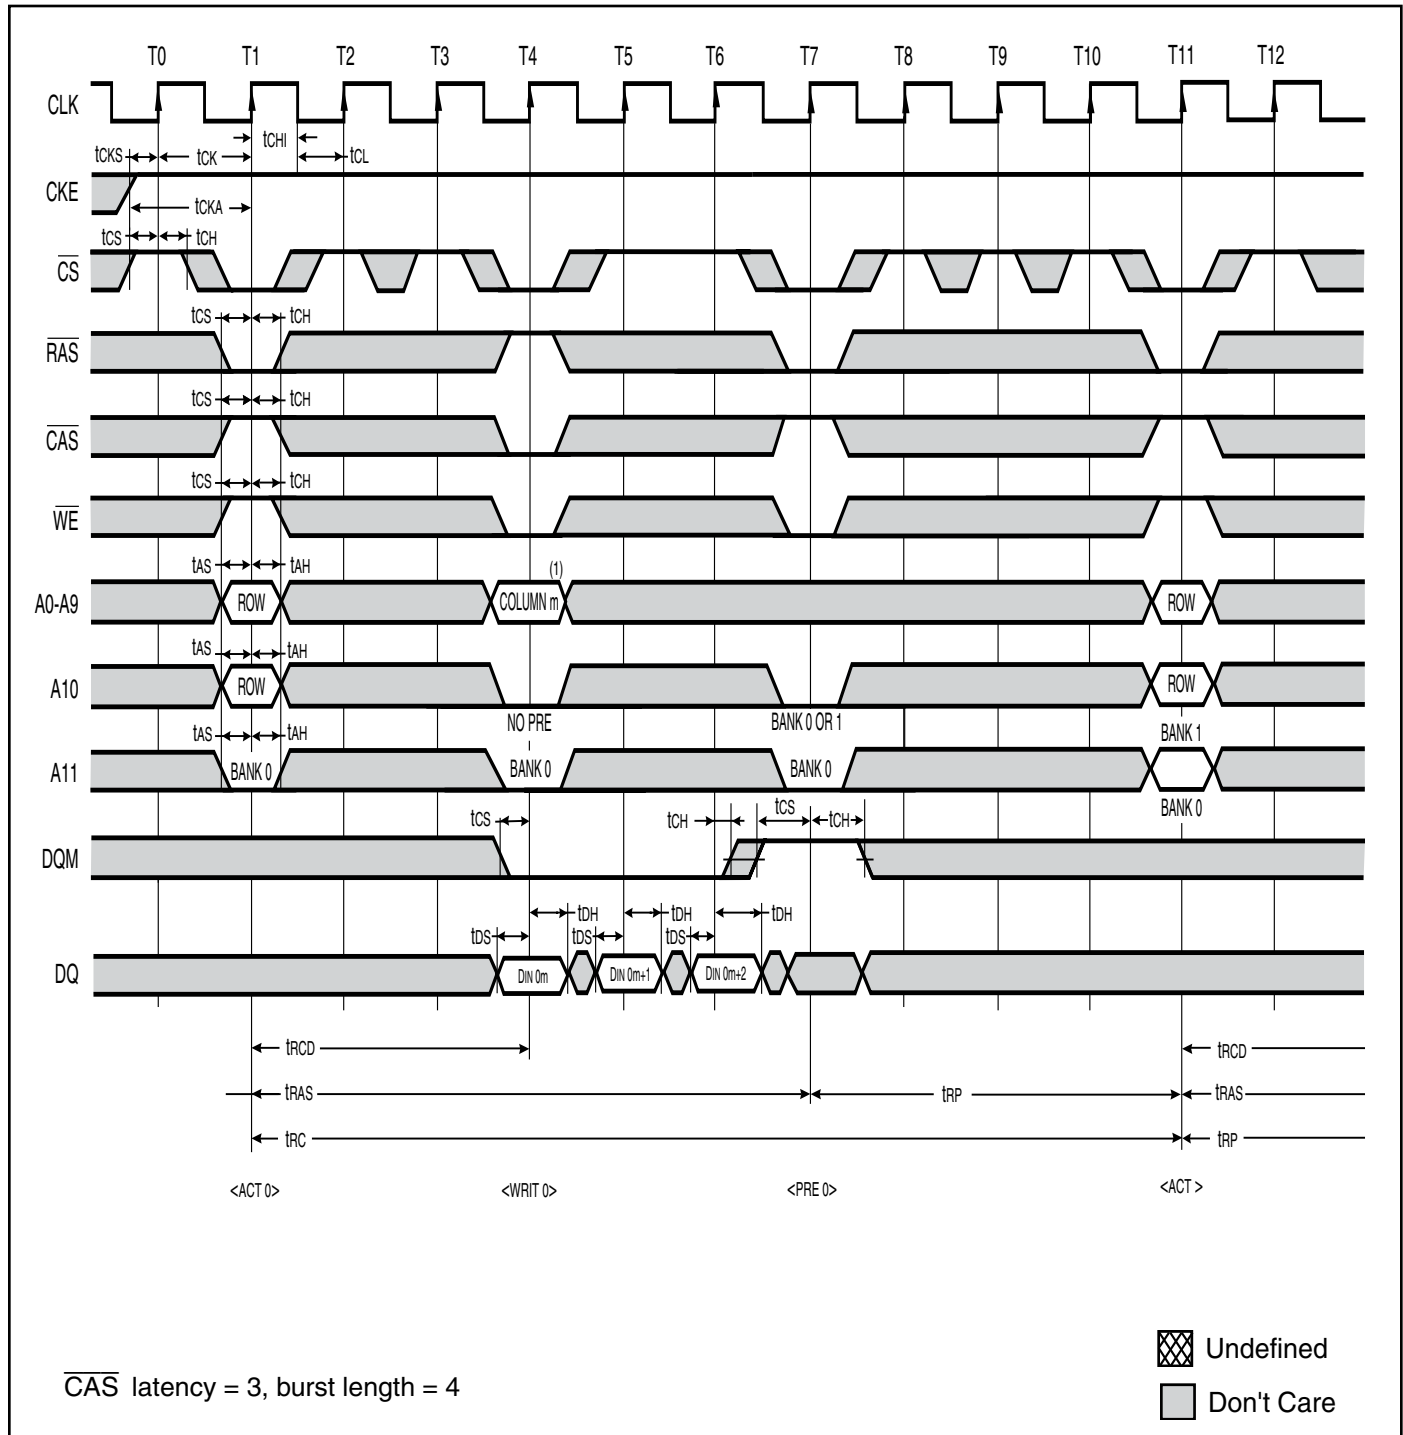 T0 T1 T2 T3 T4 T5 T6 T7 T8 T9 T10 T11 T12
CLK
tCHI
tCKS tCK tCL
CKE
tCKA
tCS tCH
CS
tCS tCH
RAS
tCS tCH
CAS
tCS tCH
WE
tAS tAH (1)
A0-A9 ROW COLUMN m ROW
tAS tAH
A10 ROW ROW
NO PRE BANK 0 OR 1
tAS tAH BANK 1
A11 BANK 0 BANK 0 BANK 0
BANK 0
tCS tCH tCS tCH
DQM
tDH tDH tDH
tDS tDS tDS
DQ DIN 0m DIN 0m+1 DIN 0m+2
tRCD tRCD
tRAS tRP tRAS
tRC tRP
<ACT 0> <WRIT 0> <PRE 0> <ACT >
Undefined
CAS latency = 3, burst length = 4
Don't Care